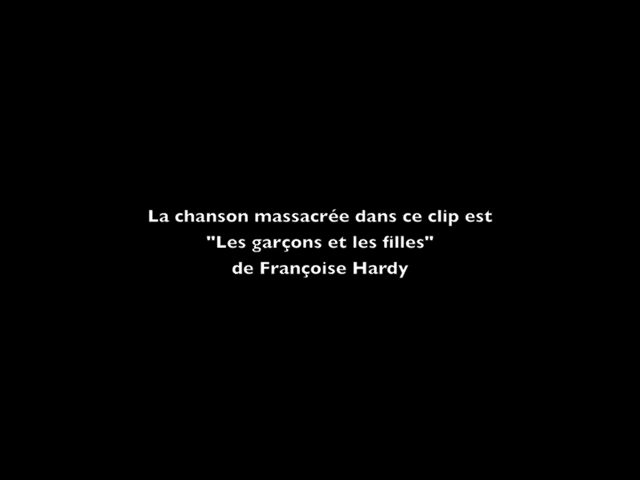 La chanson massacrée dans ce clip est
"Les garçons et les filles"
de Françoise Hardy